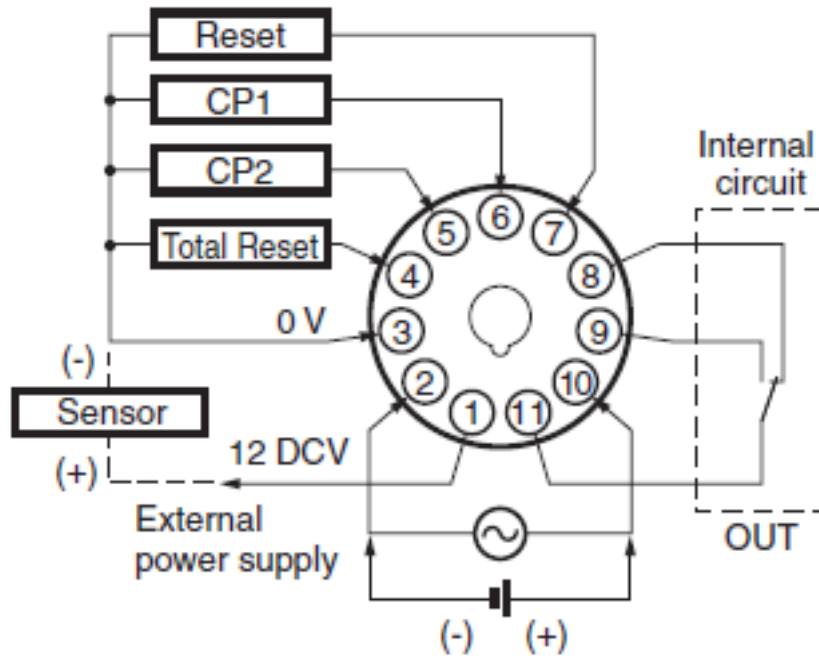 Reset
CP1
CP2
Total Reset
Internal
circuit
5
6
7
4
8
0 V
3
9
(-)
2
10
Sensor
1
11
(+)
12 DCV
External
power supply
OUT
(-)
(+)